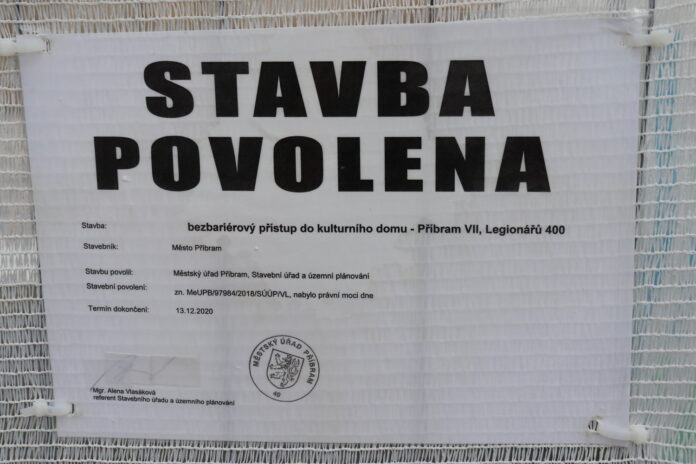 STAVBA
POVOLENA
Stavba: bezbariérový přístup do kulturního domu - Příbram VII, Legionářů 400
Stavebník: Město Příbram
Stavbu povolil: Městský úřad Příbram, Stavební úřad a územní plánování
Stavební povolení: zn. MeUPB/97984/2018/SÚÚP/VL, nabylo právní moci dne
Termín dokončení: 13.12.2020
Mgr. Alena Vlasáková
referent Stavebního úřadu a územního plánování
MĚSTSKÝ ÚŘAD PŘÍBRAM
49